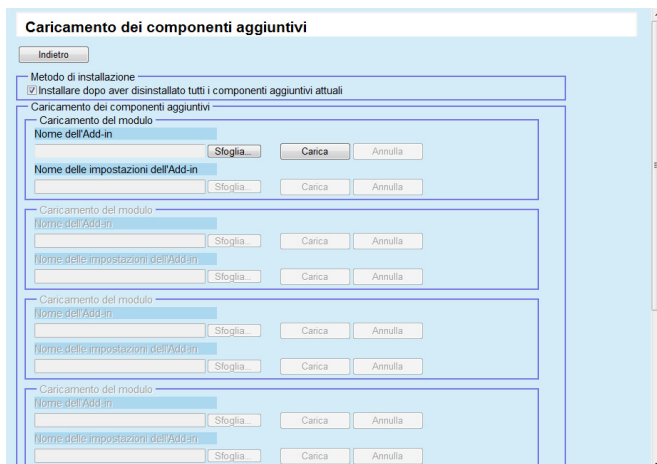 Caricamento dei componenti aggiuntivi
Indietro
Metodo di installazione
Installare dopo aver disinstallato tutti i componenti aggiuntivi attuali
Caricamento dei componenti aggiuntivi
Caricamento del modulo
Nome dell'Add-in
Sfoglia... Carica Annulla
Nome delle impostazioni dell'Add-in
Sfoglia... Carica Annulla
Caricamento del modulo
Nome dell'Add-in
Sfoglia... Carica Annulla
Nome delle impostazioni dell'Add-in
Sfoglia... Carica Annulla
Caricamento del modulo
Nome dell'Add-in
Sfoglia... Carica Annulla
Nome delle impostazioni dell'Add-in
Sfoglia... Carica Annulla
Caricamento del modulo
Nome dell'Add-in
Sfoglia... Carica Annulla
Nome delle impostazioni dell'Add-in
Sfoglia... Carica Annulla